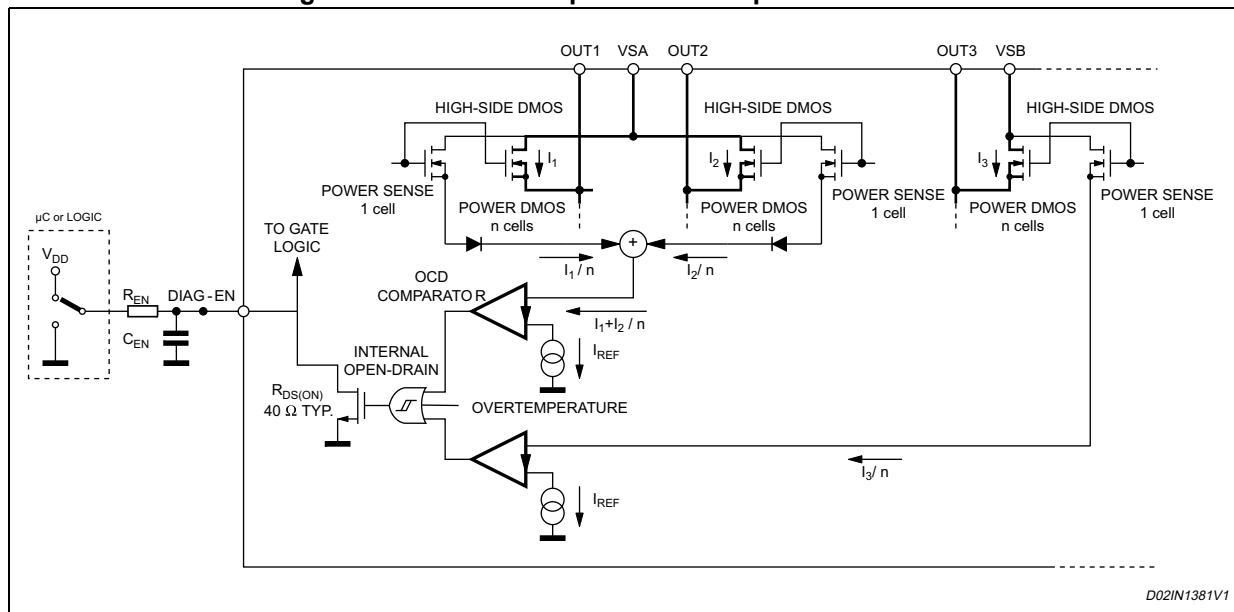 OUT1 VSA OUT2 OUT3 VSB
HIGH-SIDE DMOS HIGH-SIDE DMOS HIGH-SIDE DMOS
I1 I2 I3
POWER SENSE
1 cell
POWER DMOS
n cells
POWER DMOS
n cells
POWER SENSE
1 cell
POWER DMOS
n cells
POWER SENSE
1 cell
µC or LOGIC
TO GATE
LOGIC
VDD
+
I1 / n I2/ n
REN DIAG-EN
OCD
COMPARATO R
I1+I2 / n
CEN
IREF
INTERNAL
OPEN-DRAIN
RDS(ON)
40 Ω TYP.
OVERTEMPERATURE
I3/ n
IREF
D02IN1381V1